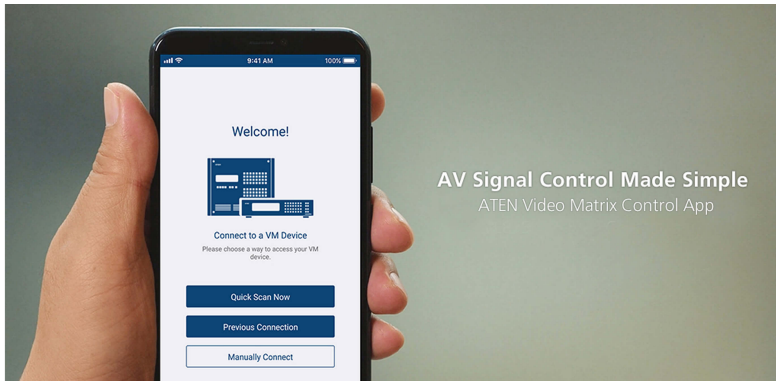 9:41 AM
100%
Welcome!
Connect to a VM Device
Please choose a way to access your VM
device.
Quick Scan Now
Previous Connection
Manually Connect
AV Signal Control Made Simple
ATEN Video Matrix Control App